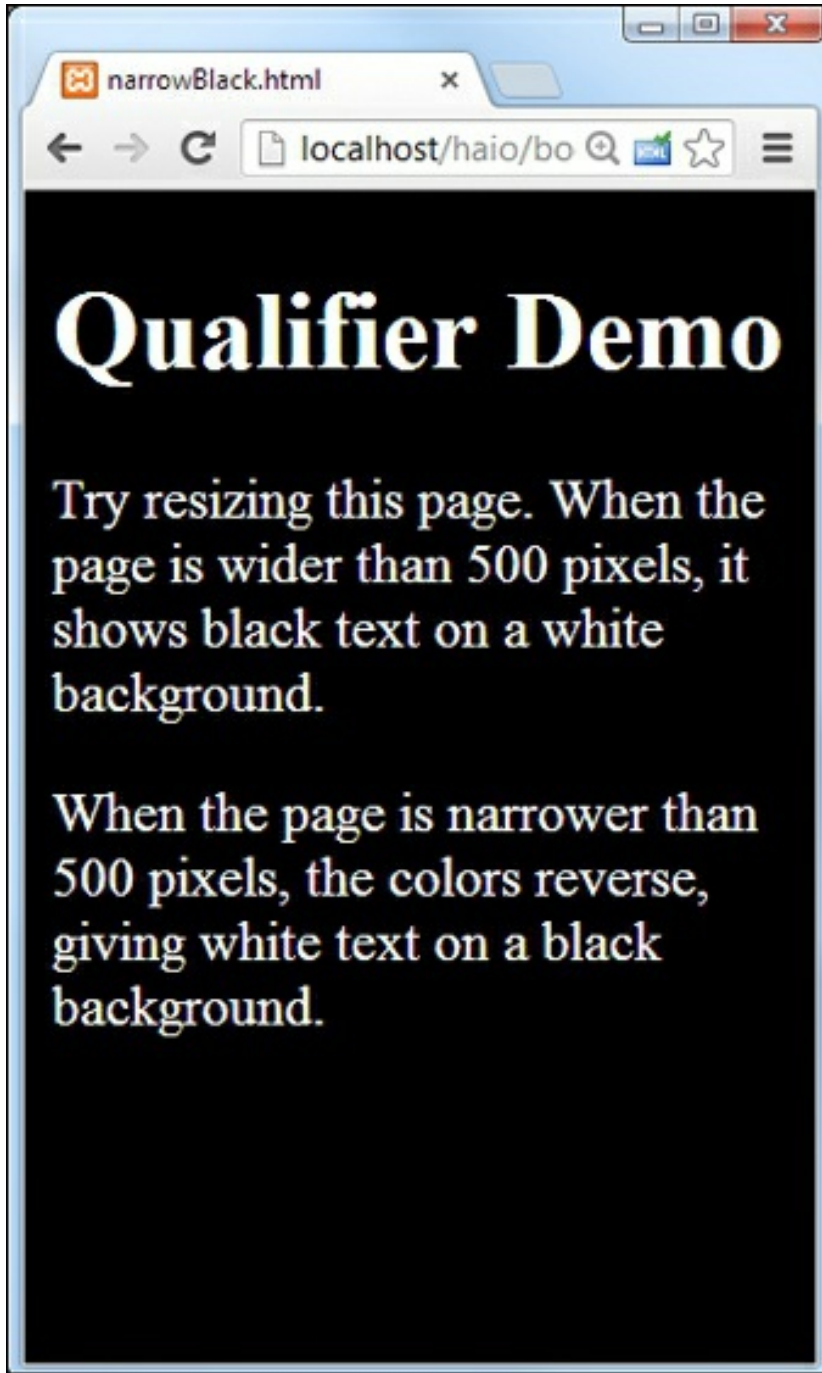 narrowBlack.html
localhost/haio/bo
Qualifier Demo
Try resizing this page. When the
page is wider than 500 pixels, it
shows black text on a white
background.
When the page is narrower than
500 pixels, the colors reverse,
giving white text on a black
background.